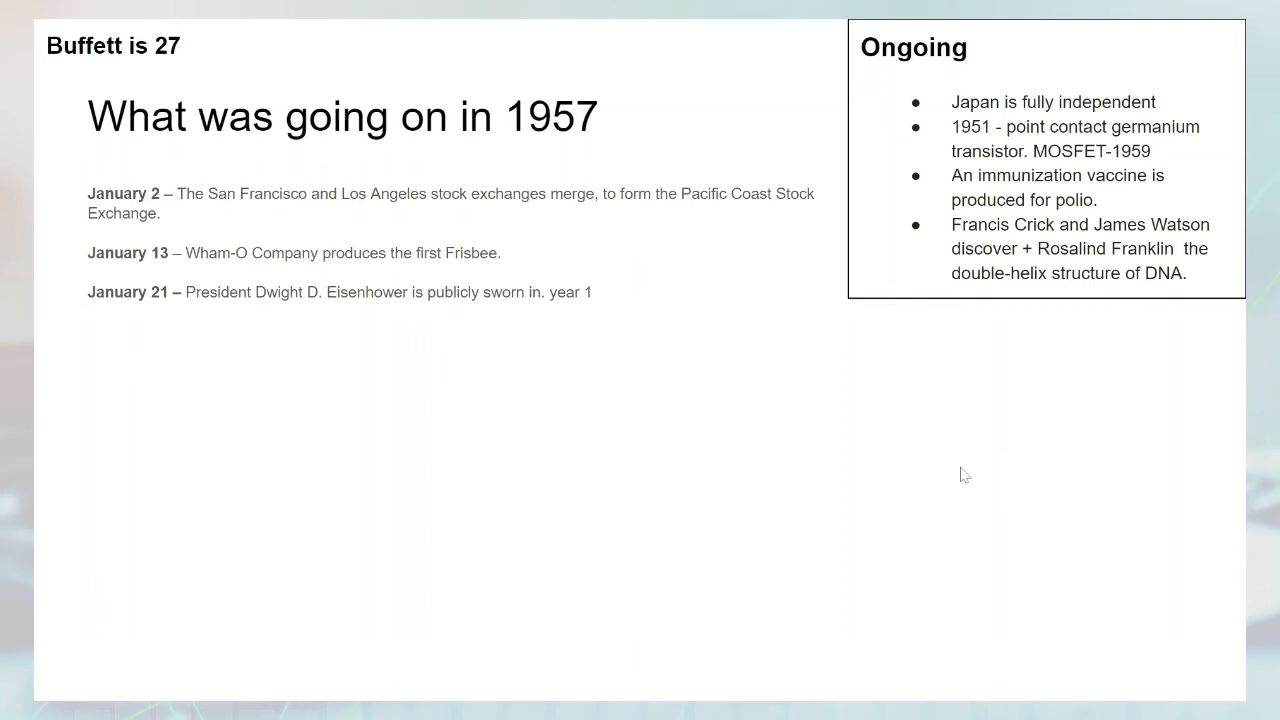 Buffett is 27
What was going on in 1957
January 2 – The San Francisco and Los Angeles stock exchanges merge, to form the Pacific Coast Stock
Exchange.
January 13 – Wham-O Company produces the first Frisbee.
January 21 – President Dwight D. Eisenhower is publicly sworn in. year 1
Ongoing
● Japan is fully independent
● 1951 - point contact germanium
transistor. MOSFET-1959
● An immunization vaccine is
produced for polio.
● Francis Crick and James Watson
discover + Rosalind Franklin  the
double-helix structure of DNA.